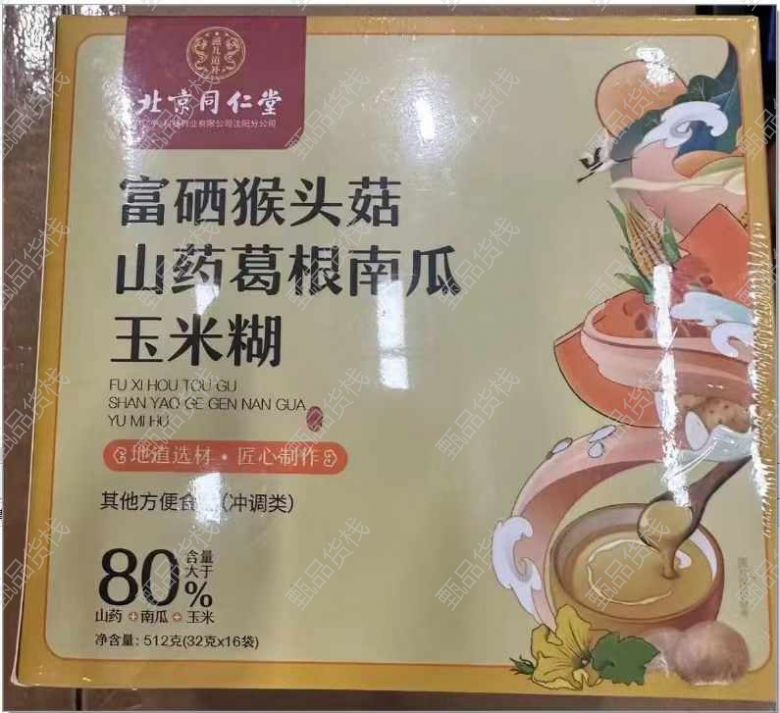 北京同仁堂
富硒猴头菇
山药葛根南瓜
玉米糊
FU XI HOU TOU GU
SHAN YAO GE GEN NAN GUA
YU MI HU
地道选材·匠心制作
其他方便食 (冲调类)
80%
含量
大于
山药+南瓜+玉米
净含量:512克(32克x16袋)
甄品货栈